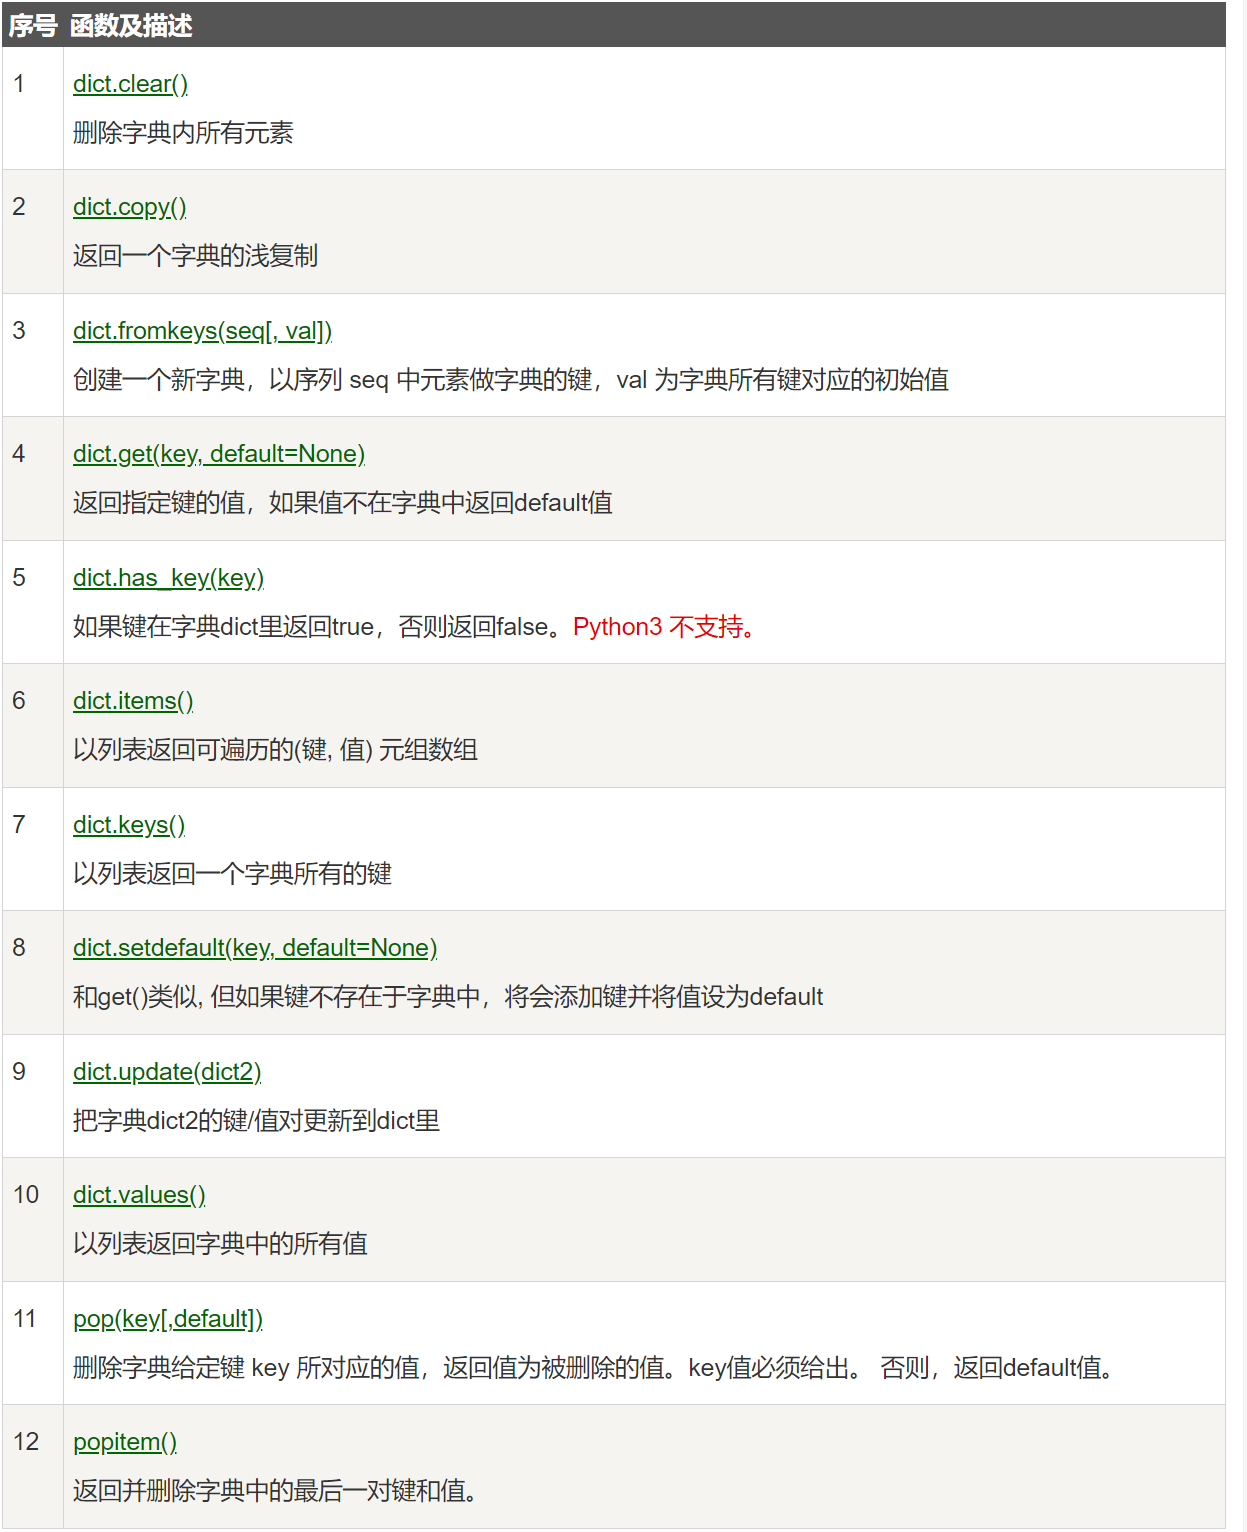 序号 函数及描述
1 dict.clear()
删除字典内所有元素
2 dict.copy()
返回一个字典的浅复制
3 dict.fromkeys(seq[, val])
创建一个新字典，以序列 seq 中元素做字典的键，val 为字典所有键对应的初始值
4 dict.get(key, default=None)
返回指定键的值，如果值不在字典中返回default值
5 dict.has_key(key)
如果键在字典dict里返回true，否则返回false。Python3 不支持。
6 dict.items()
以列表返回可遍历的(键, 值) 元组数组
7 dict.keys()
以列表返回一个字典所有的键
8 dict.setdefault(key, default=None)
和get()类似, 但如果键不存在于字典中，将会添加键并将值设为default
9 dict.update(dict2)
把字典dict2的键/值对更新到dict里
10 dict.values()
以列表返回字典中的所有值
11 pop(key[,default])
删除字典给定键 key 所对应的值，返回值为被删除的值。key值必须给出。 否则，返回default值。
12 popitem()
返回并删除字典中的最后一对键和值。